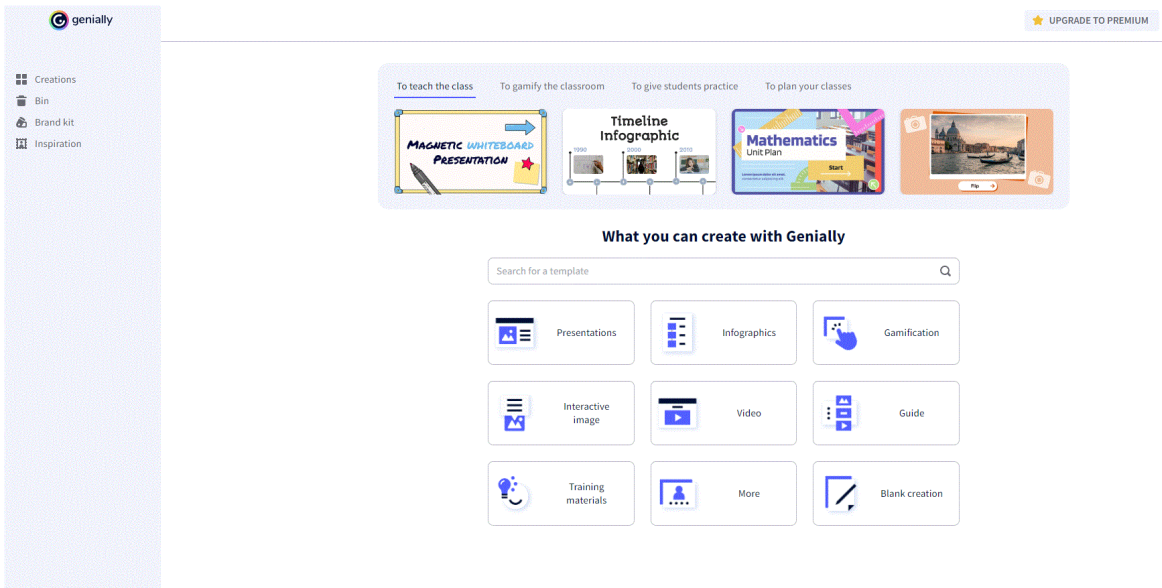 genially
UPGRADE TO PREMIUM
Creations
Bin
Brand kit
Inspiration
To teach the class
To gamify the classroom
To give students practice
To plan your classes
MAGNETIC WHITEBOARD
PRESENTATION
Timeline
Infographic
1990
2000
2010
Mathematics
Unit Plan
Start
Flip
What you can create with Genially
Search for a template
Presentations
Infographics
Gamification
Interactive
image
Video
Guide
Training
materials
More
Blank creation